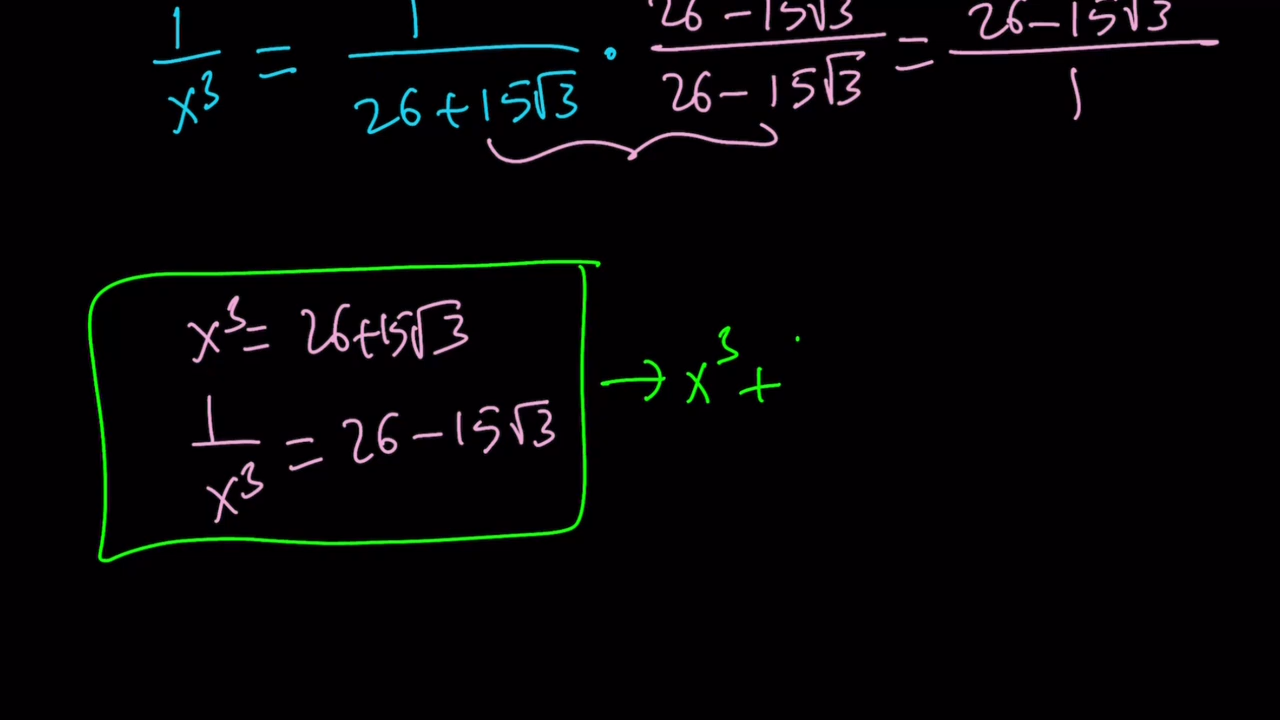 1/x³ = 1/(26+15√3) · (26-15√3)/(26-15√3) = (26-15√3)/1
x³ = 26+15√3 → x³ +
1/x³ = 26-15√3